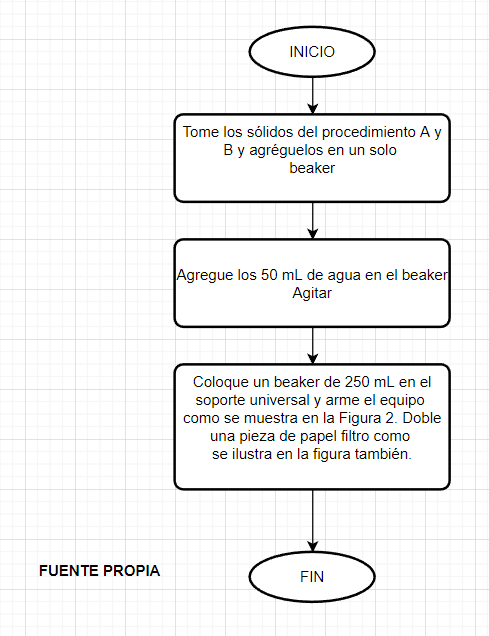 INICIO
Tome los sólidos del procedimiento A y
B y agréguelos en un solo
beaker
Agregue los 50 mL de agua en el beaker
Agitar
Coloque un beaker de 250 mL en el
soporte universal y arme el equipo
como se muestra en la Figura 2. Doble
una pieza de papel filtro como
se ilustra en la figura también.
FUENTE PROPIA
FIN